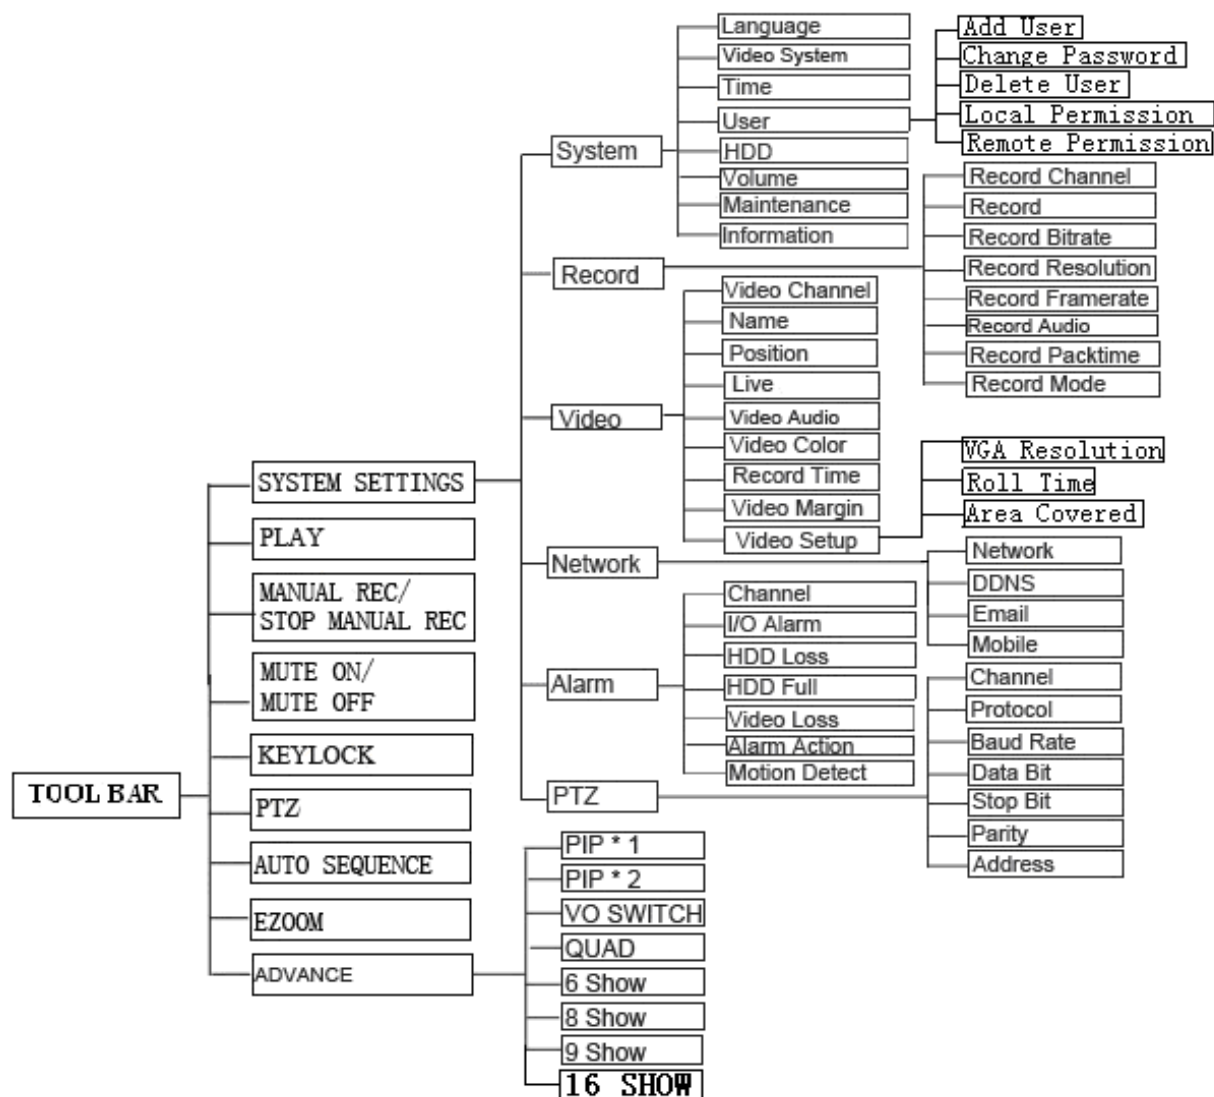 TOOL BAR
SYSTEM SETTINGS
PLAY
MANUAL REC/
STOP MANUAL REC
MUTE ON/
MUTE OFF
KEYLOCK
PTZ
AUTO SEQUENCE
EZOOM
ADVANCE
System
Record
Video
Network
Alarm
PTZ
PIP * 1
PIP * 2
VO SWITCH
QUAD
6 Show
8 Show
9 Show
16 SHOW
Language
Video System
Time
User
HDD
Volume
Maintenance
Information
Video Channel
Name
Position
Live
Video Audio
Video Color
Record Time
Video Margin
Video Setup
Channel
I/O Alarm
HDD Loss
HDD Full
Video Loss
Alarm Action
Motion Detect
Add User
Change Password
Delete User
Local Permission
Remote Permission
Record Channel
Record
Record Bitrate
Record Resolution
Record Framerate
Record Audio
Record Packtime
Record Mode
VGA Resolution
Roll Time
Area Covered
Network
DDNS
Email
Mobile
Channel
Protocol
Baud Rate
Data Bit
Stop Bit
Parity
Address